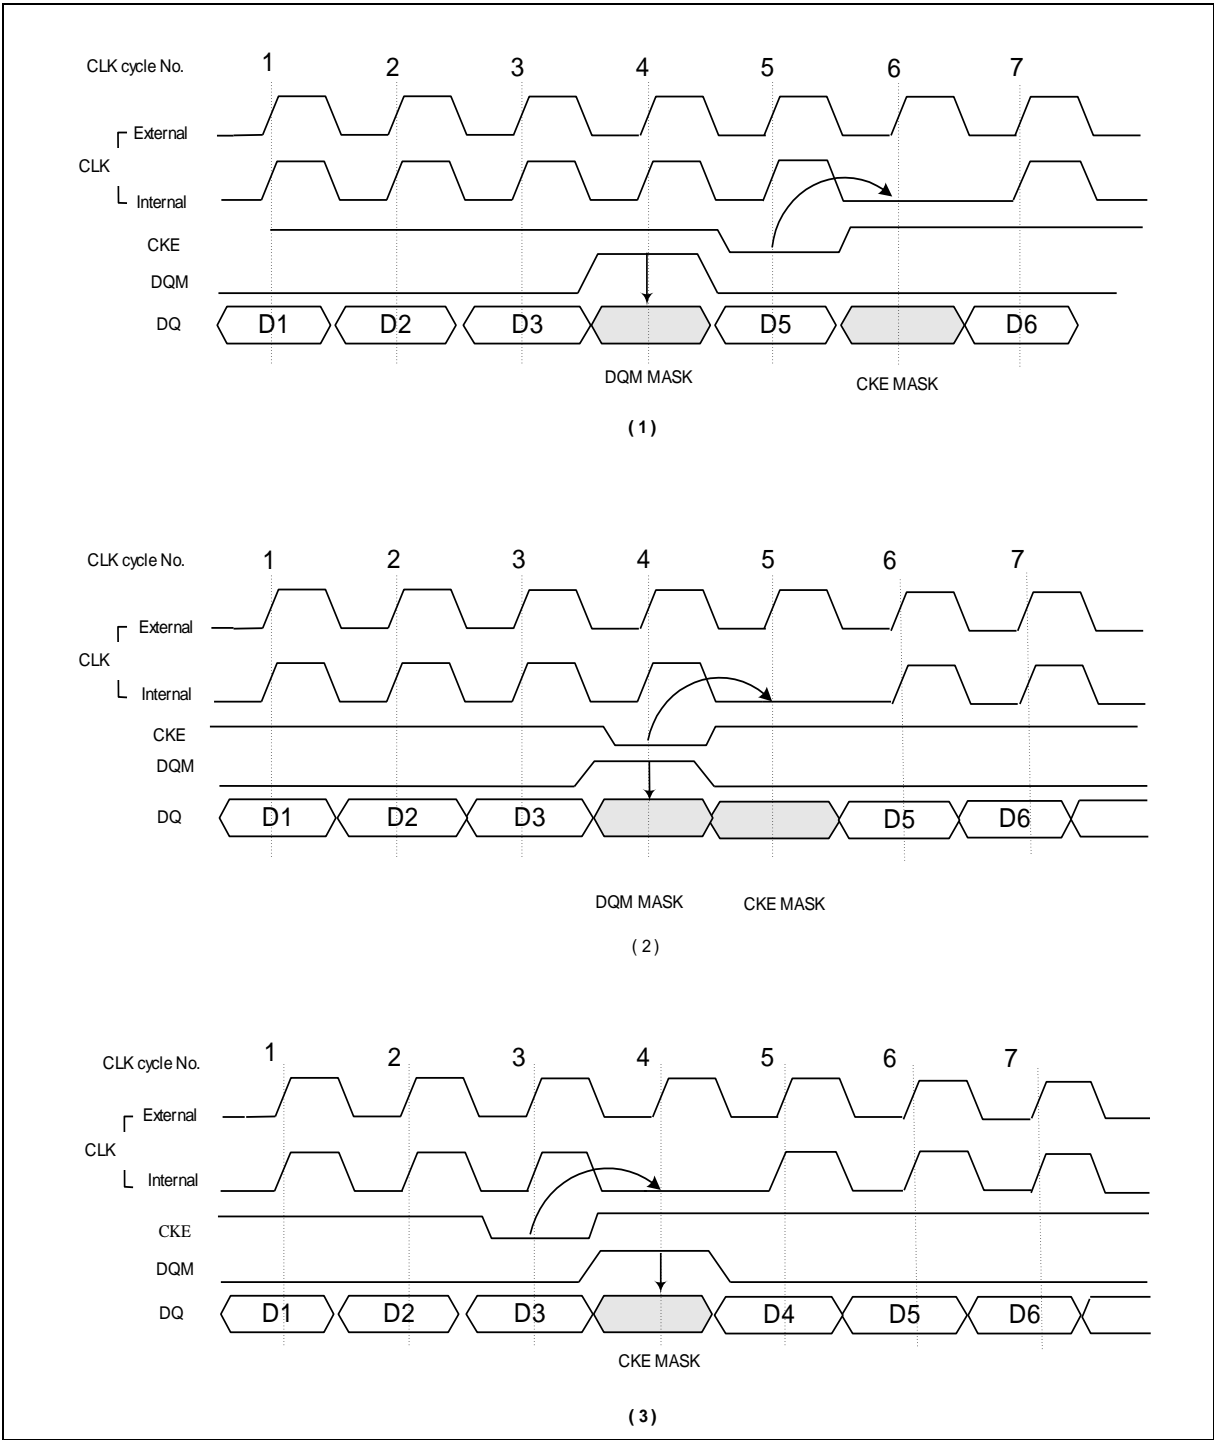 CLK cycle No. 1 2 3 4 5 6 7
External
CLK
Internal
CKE
DQM
DQ D1 D2 D3 D5 D6
DQM MASK CKE MASK
( 1 )
CLK cycle No. 1 2 3 4 5 6 7
External
CLK
Internal
CKE
DQM
DQ D1 D2 D3 D5 D6
DQM MASK CKE MASK
( 2 )
CLK cycle No. 1 2 3 4 5 6 7
External
CLK
Internal
CKE
DQM
DQ D1 D2 D3 D4 D5 D6
CKE MASK
( 3 )